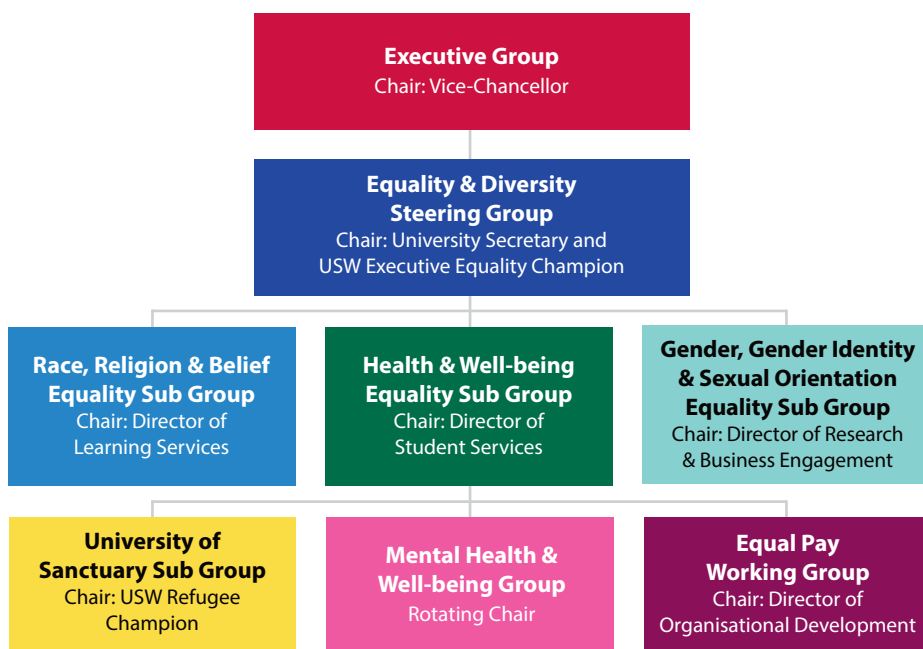 Executive Group
Chair: Vice-Chancellor
Equality & Diversity
Steering Group
Chair: University Secretary and
USW Executive Equality Champion
Race, Religion & Belief
Equality Sub Group
Chair: Director of
Learning Services
Health & Well-being
Equality Sub Group
Chair: Director of
Student Services
Gender, Gender Identity
& Sexual Orientation
Equality Sub Group
Chair: Director of Research
& Business Engagement
University of
Sanctuary Sub Group
Chair: USW Refugee
Champion
Mental Health &
Well-being Group
Rotating Chair
Equal Pay
Working Group
Chair: Director of
Organisational Development